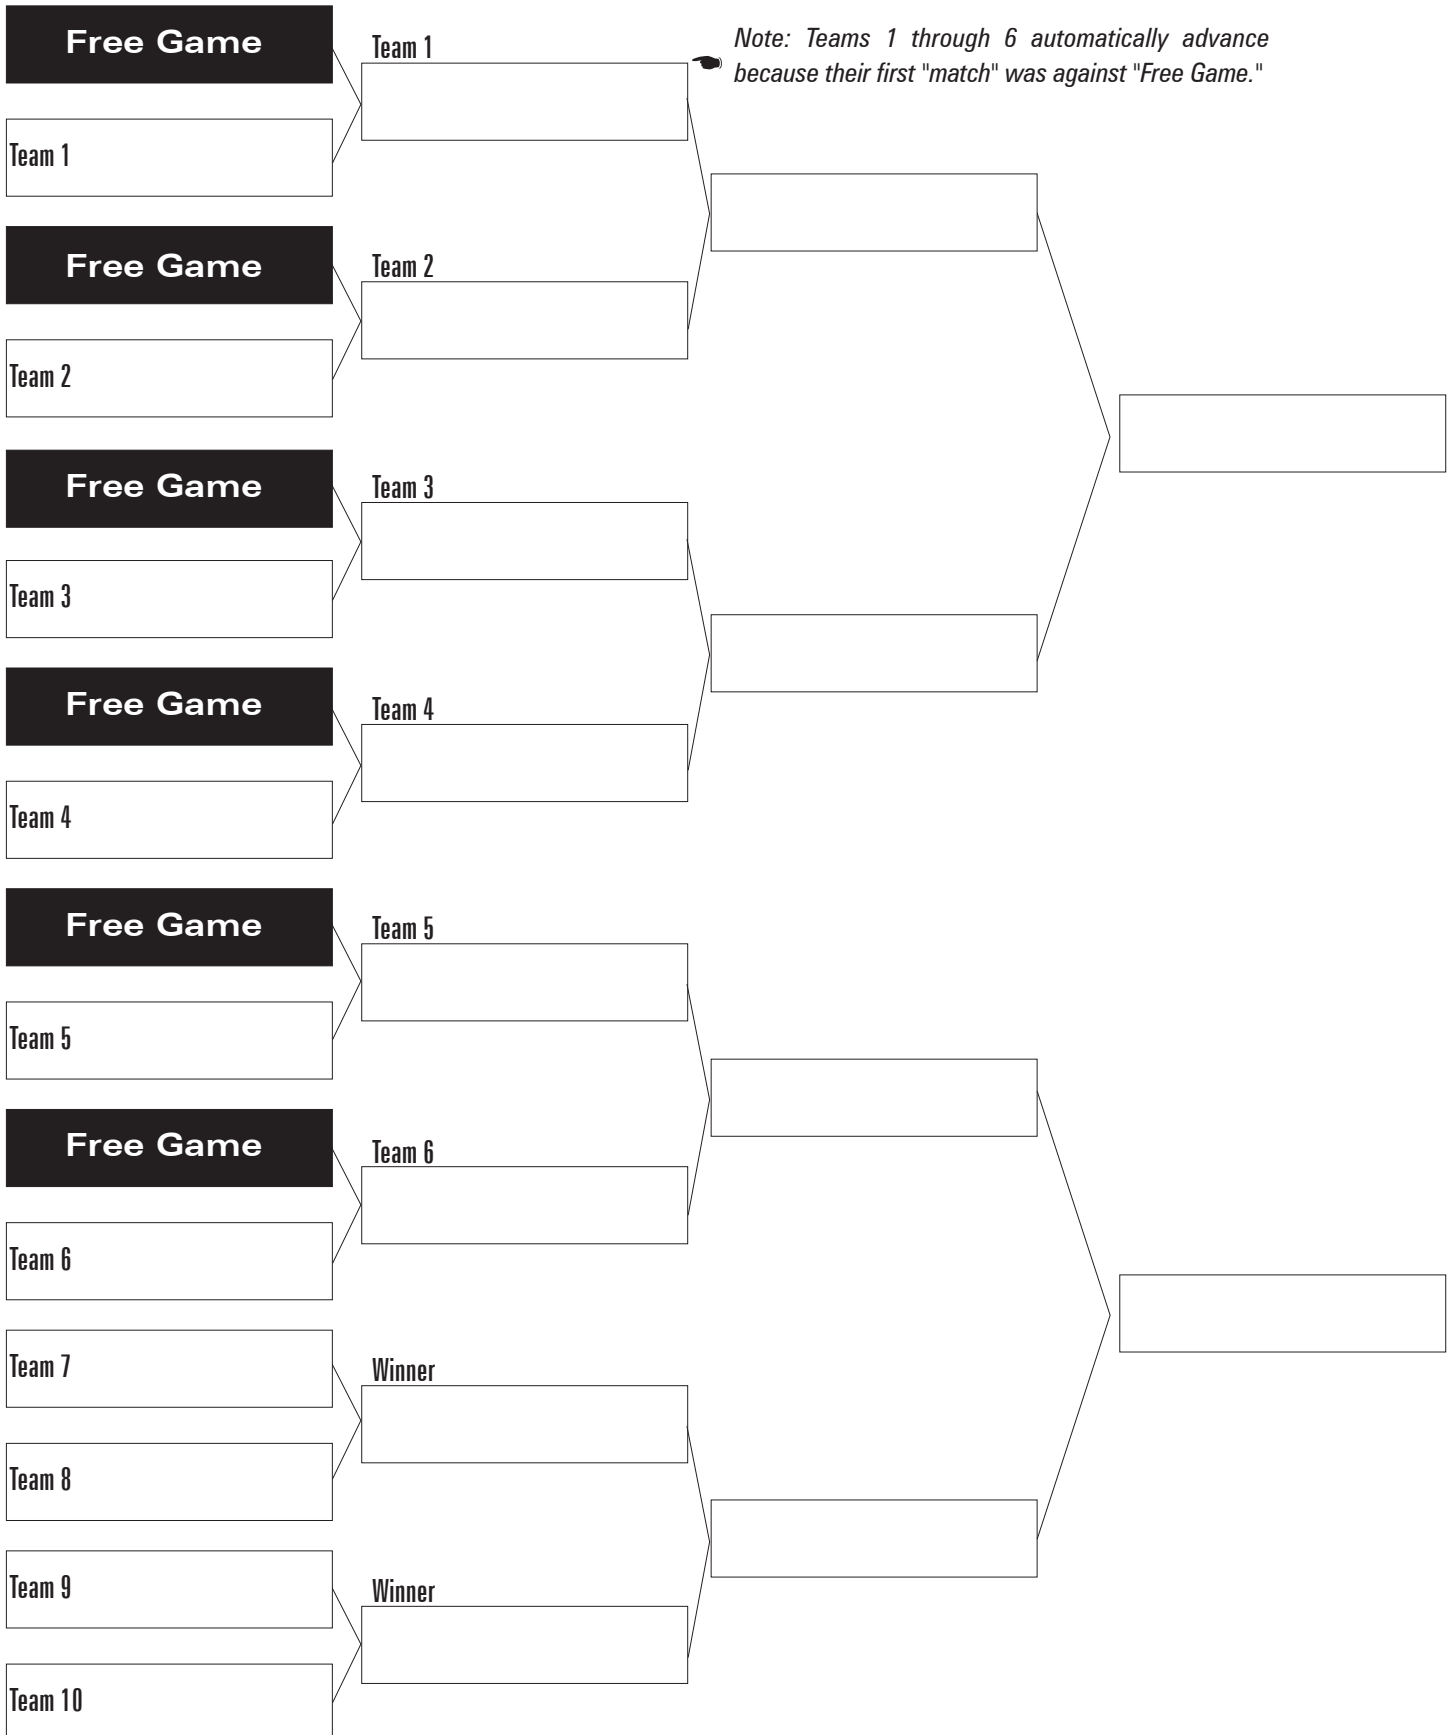 Free Game
Team 1
Note: Teams 1 through 6 automatically advance
because their first "match" was against "Free Game."
Team 1
Free Game
Team 2
Team 2
Free Game
Team 3
Team 3
Free Game
Team 4
Team 4
Free Game
Team 5
Team 5
Free Game
Team 6
Team 6
Team 7
Winner
Team 8
Team 9
Winner
Team 10